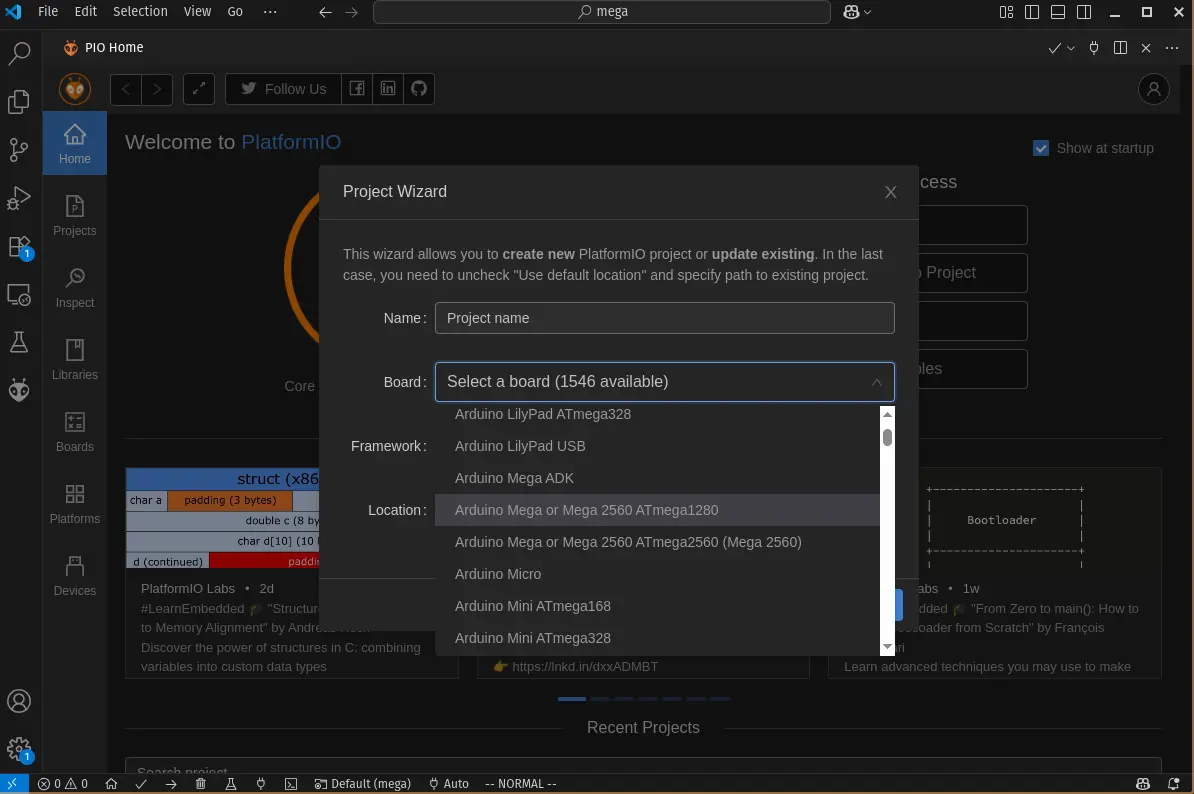 File Edit Selection View Go ··· mega
PIO Home
Follow Us
Home
Projects
Inspect
Libraries
Boards
Platforms
Devices
Welcome to PlatformIO
Show at startup
cess
Project
Core
Project Wizard
This wizard allows you to create new PlatformIO project or update existing. In the last
case, you need to uncheck "Use default location" and specify path to existing project.
Name: Project name
Board: Select a board (1546 available)
Framework:
Location:
Arduino LilyPad ATmega328
Arduino LilyPad USB
Arduino Mega ADK
Arduino Mega or Mega 2560 ATmega1280
Arduino Mega or Mega 2560 ATmega2560 (Mega 2560)
Arduino Micro
Arduino Mini ATmega168
Arduino Mini ATmega328
struct (x86
char a padding (3 bytes)
double c (8 by
char d[10] (10
d (continued) paddin
PlatformIO Labs • 2d
#LearnEmbedded 🎓 "Structure
to Memory Alignment" by
Discover the power of structures in C: combining
variables into custom data types
👉 https://lnkd.in/dxxADMBT
Bootloader
abs • 1w
dded 🎓 "From Zero to main(): How to
otloader from Scratch" by François
Learn advanced techniques you may use to make
Recent Projects
Search project
0 0 Default (mega) Auto -- NORMAL --
1
1